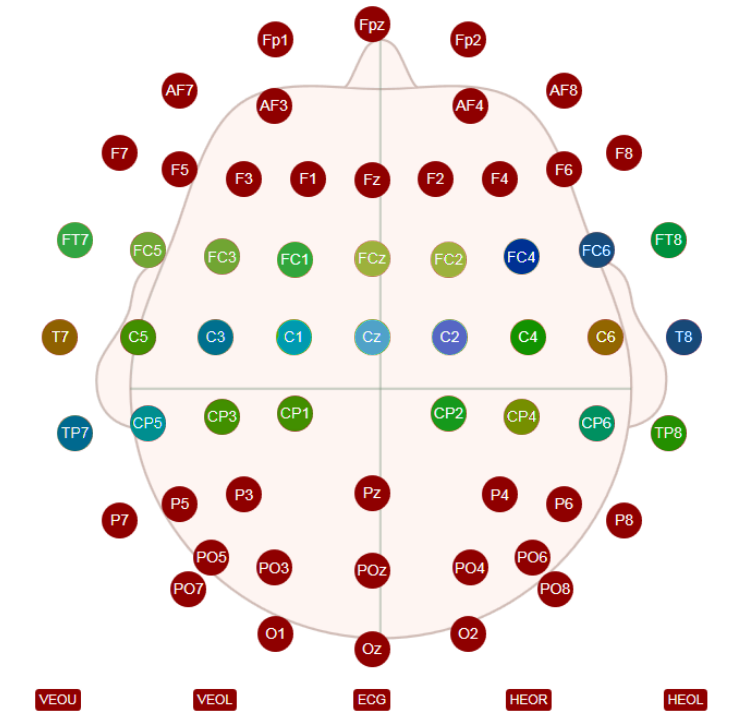 Fpz
Fp1 Fp2
AF7 AF8
AF3 AF4
F7 F8
F5 F3 F1 Fz F2 F4 F6
FT7 FC5 FC3 FC1 FCz FC2 FC4 FC6 FT8
T7 C5 C3 C1 Cz C2 C4 C6 T8
TP7 CP5 CP3 CP1 CP2 CP4 CP6 TP8
P7 P5 P3 Pz P4 P6 P8
PO5 PO6
PO3 POz PO4
PO7 PO8
O1 O2
Oz
VEOU VEOL ECG HEOR HEOL